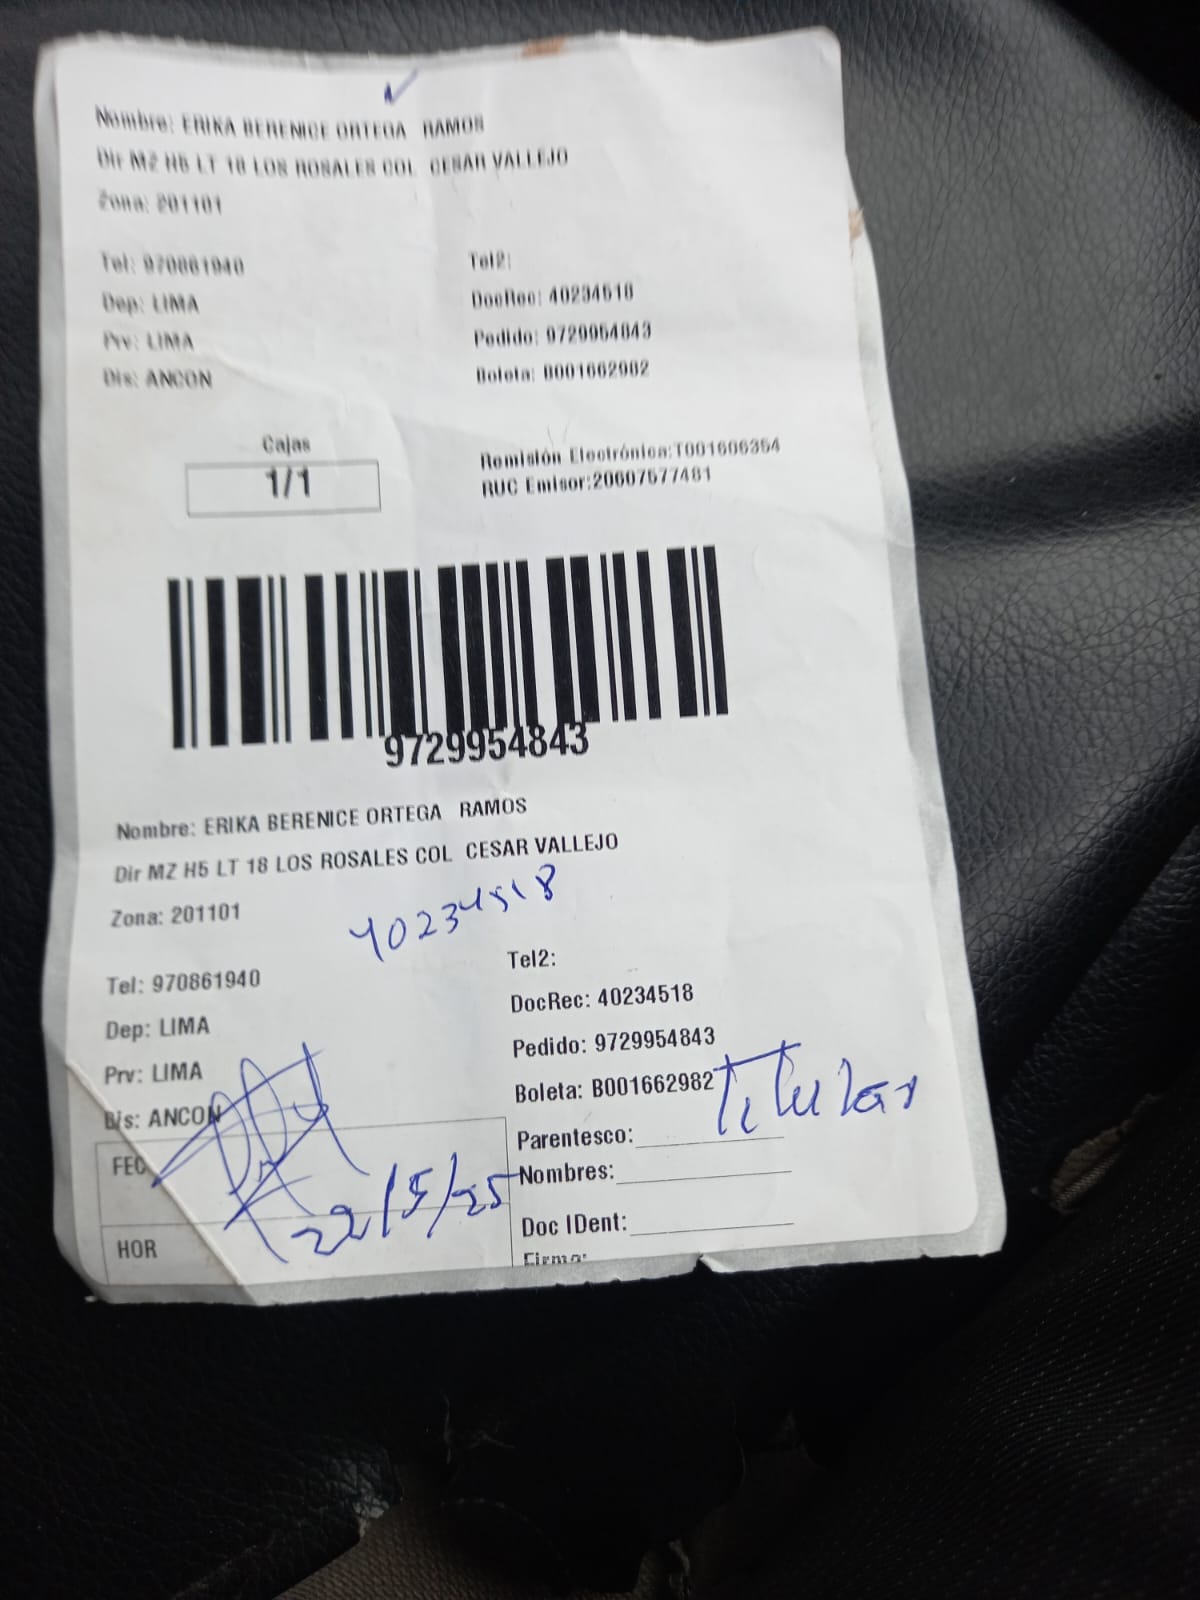 Nombre: ERIKA BERENICE ORTEGA RAMOS
Dir MZ H5 LT 18 LOS ROSALES COL CESAR VALLEJO
Zona: 201101
Tel: 970861940 Tel2:
Dep: LIMA DocRec: 40234518
Prv: LIMA Pedido: 9729954843
Dis: ANCON Boleta: B001662982
Cajas
1/1
Remisión Electrónica:T001606354
RUC Emisor:20607577481
9729954843
Nombre: ERIKA BERENICE ORTEGA RAMOS
Dir MZ H5 LT 18 LOS ROSALES COL CESAR VALLEJO
Zona: 201101
40234518
Tel: 970861940 Tel2:
Dep: LIMA DocRec: 40234518
Prv: LIMA Pedido: 9729954843
Dis: ANCON Boleta: B001662982
Titular
Parentesco:
FEC
Nombres:
22/5/25
HOR
Doc IDent:
Firma: